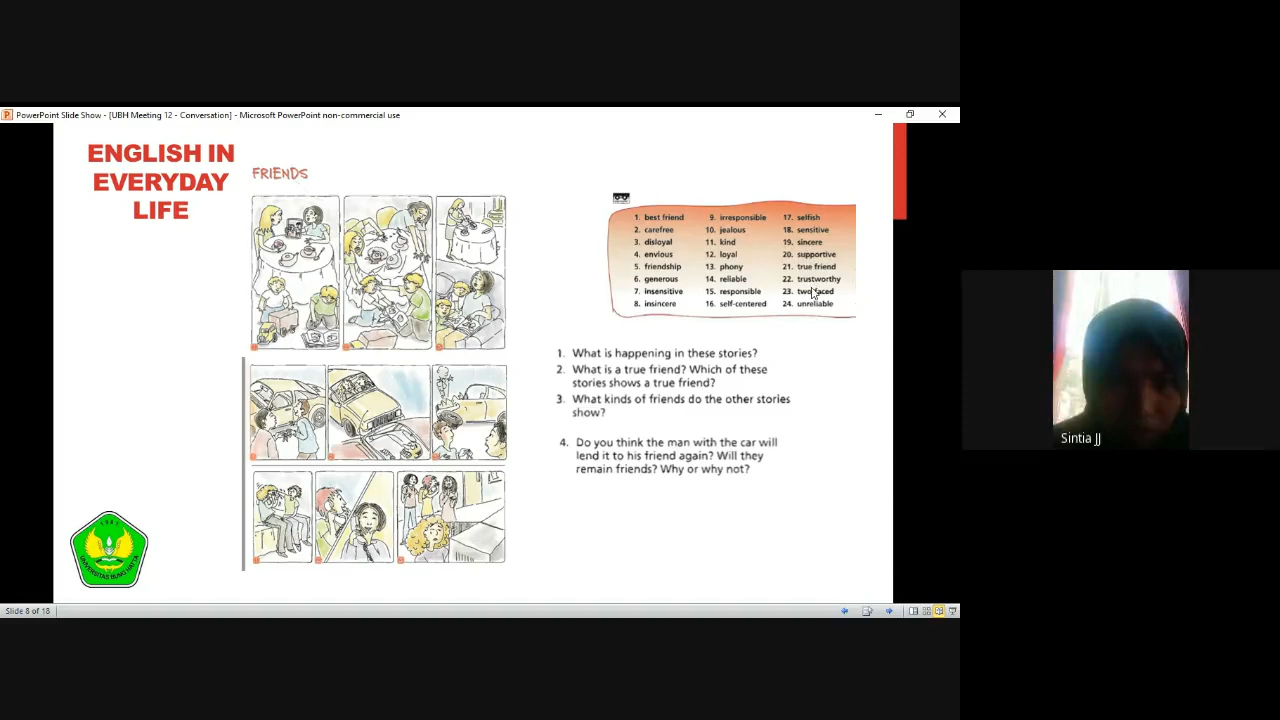 PowerPoint Slide Show - [UBH Meeting 12 - Conversation] - Microsoft PowerPoint non-commercial use
ENGLISH IN
EVERYDAY
LIFE
FRIENDS
1. best friend
2. carefree
3. disloyal
4. envious
5. friendship
6. generous
7. insensitive
8. insincere
9. irresponsible
10. jealous
11. kind
12. loyal
13. phony
14. reliable
15. responsible
16. self-centered
17. selfish
18. sensitive
19. sincere
20. supportive
21. true friend
22. trustworthy
23. two-faced
24. unreliable
1. What is happening in these stories?
2. What is a true friend? Which of these
stories shows a true friend?
3. What kinds of friends do the other stories
show?
4. Do you think the man with the car will
lend it to his friend again? Will they
remain friends? Why or why not?
1981
UNIVERSITAS BUNG HATTA
Sintia JJ
Slide 8 of 18